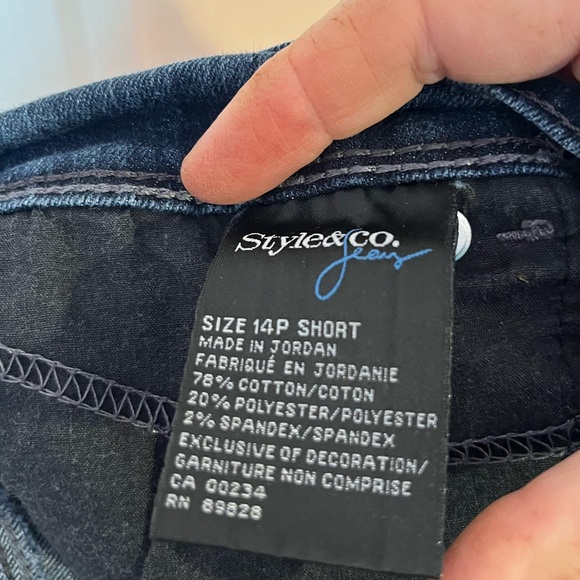 Style&co.
Jeans
SIZE 14P SHORT
MADE IN JORDAN
FABRIQUÉ EN JORDANIE
78% COTTON/COTON
20% POLYESTER/POLYESTER
2% SPANDEX/SPANDEX
EXCLUSIVE OF DECORATION/
GARNITURE NON COMPRISE
CA 00234
RN 89828